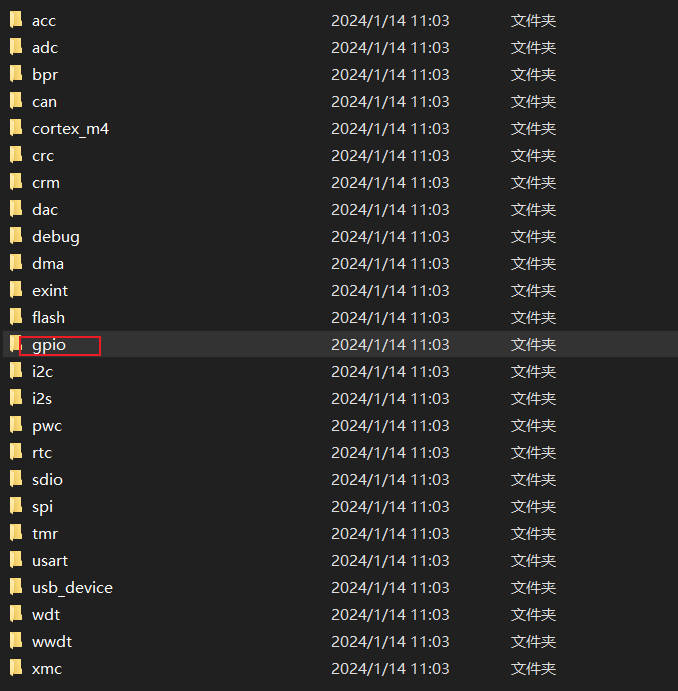 acc 2024/1/14 11:03 文件夹
adc 2024/1/14 11:03 文件夹
bpr 2024/1/14 11:03 文件夹
can 2024/1/14 11:03 文件夹
cortex_m4 2024/1/14 11:03 文件夹
crc 2024/1/14 11:03 文件夹
crm 2024/1/14 11:03 文件夹
dac 2024/1/14 11:03 文件夹
debug 2024/1/14 11:03 文件夹
dma 2024/1/14 11:03 文件夹
exint 2024/1/14 11:03 文件夹
flash 2024/1/14 11:03 文件夹
gpio 2024/1/14 11:03 文件夹
i2c 2024/1/14 11:03 文件夹
i2s 2024/1/14 11:03 文件夹
pwc 2024/1/14 11:03 文件夹
rtc 2024/1/14 11:03 文件夹
sdio 2024/1/14 11:03 文件夹
spi 2024/1/14 11:03 文件夹
tmr 2024/1/14 11:03 文件夹
usart 2024/1/14 11:03 文件夹
usb_device 2024/1/14 11:03 文件夹
wdt 2024/1/14 11:03 文件夹
wwdt 2024/1/14 11:03 文件夹
xmc 2024/1/14 11:03 文件夹